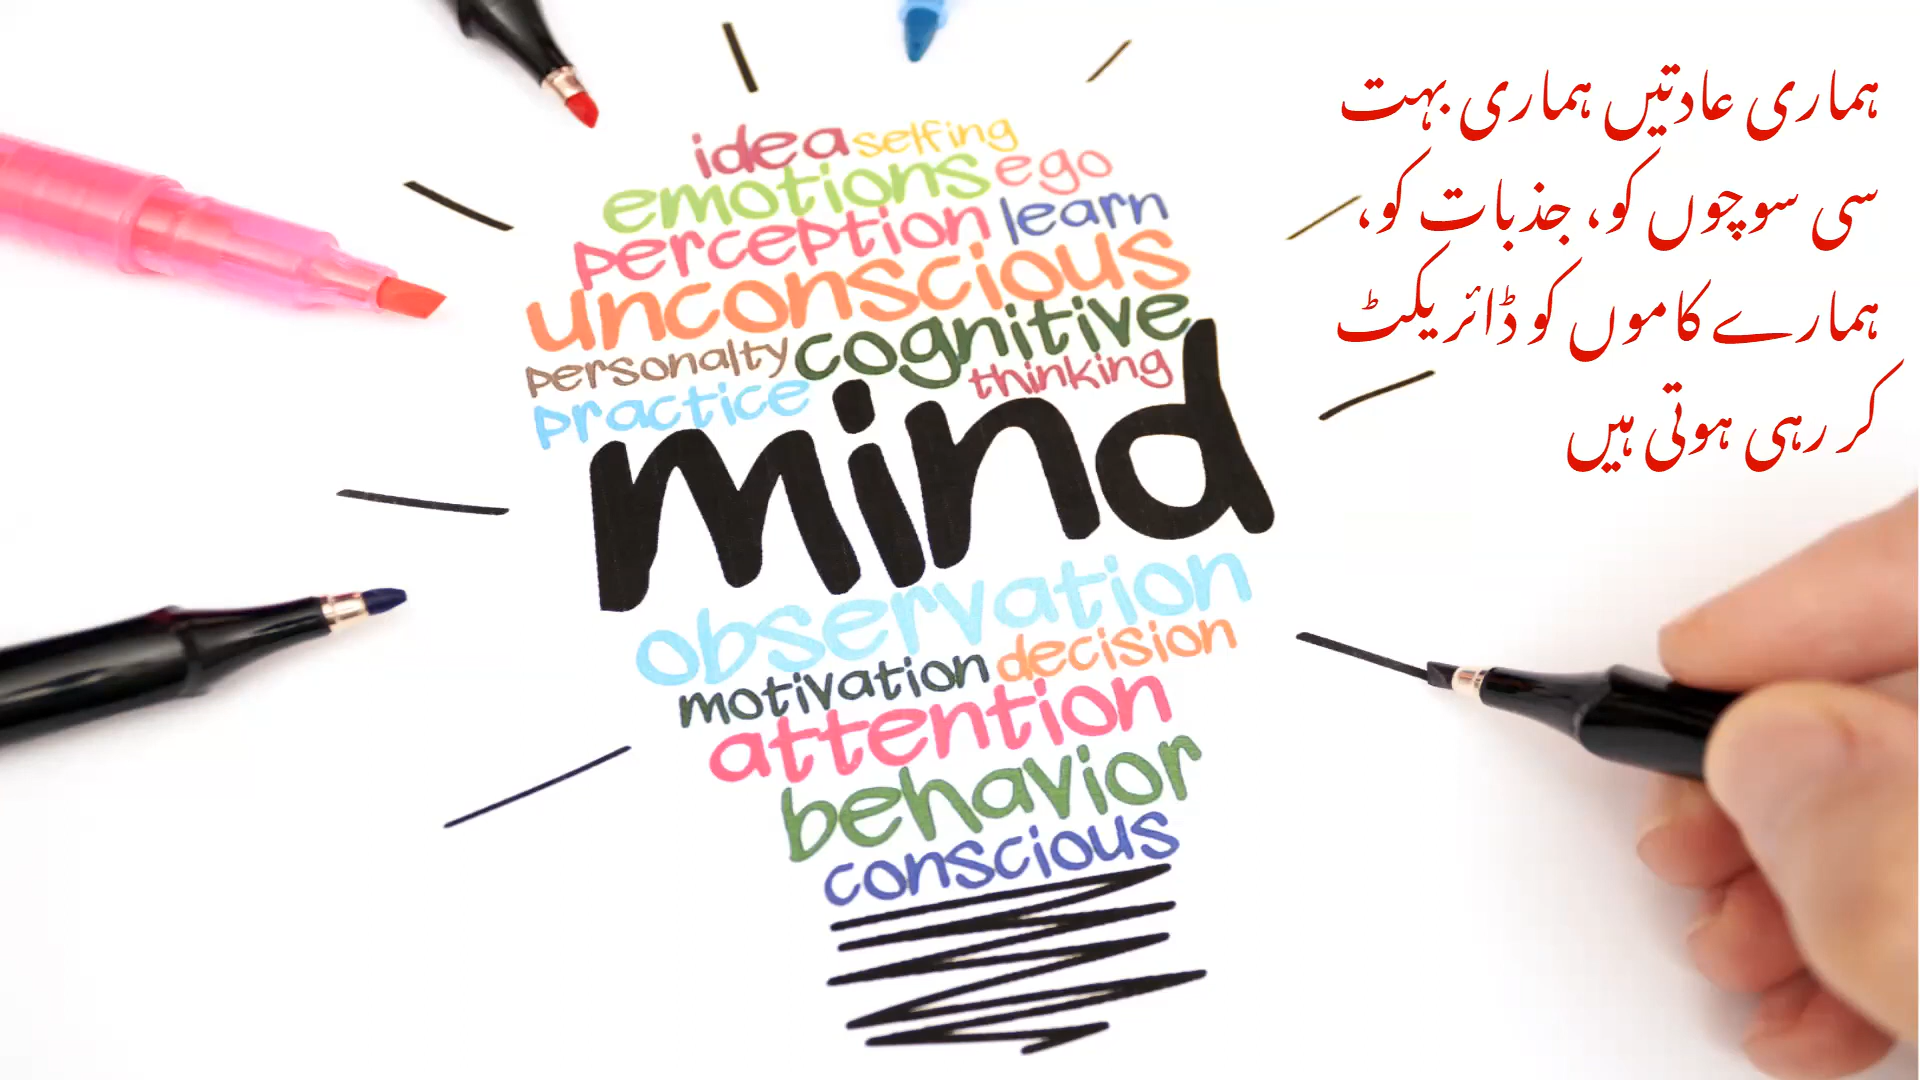 idea selfing
emotions ego
perception learn
unconscious
personalty cognitive
practice thinking
mind
observation
motivation decision
attention
behavior
conscious
ہماری عادتیں ہماری بہت
سی سوچوں کو، جذبات کو،
ہمارے کاموں کو ڈائریکٹ
کر رہی ہوتی ہیں